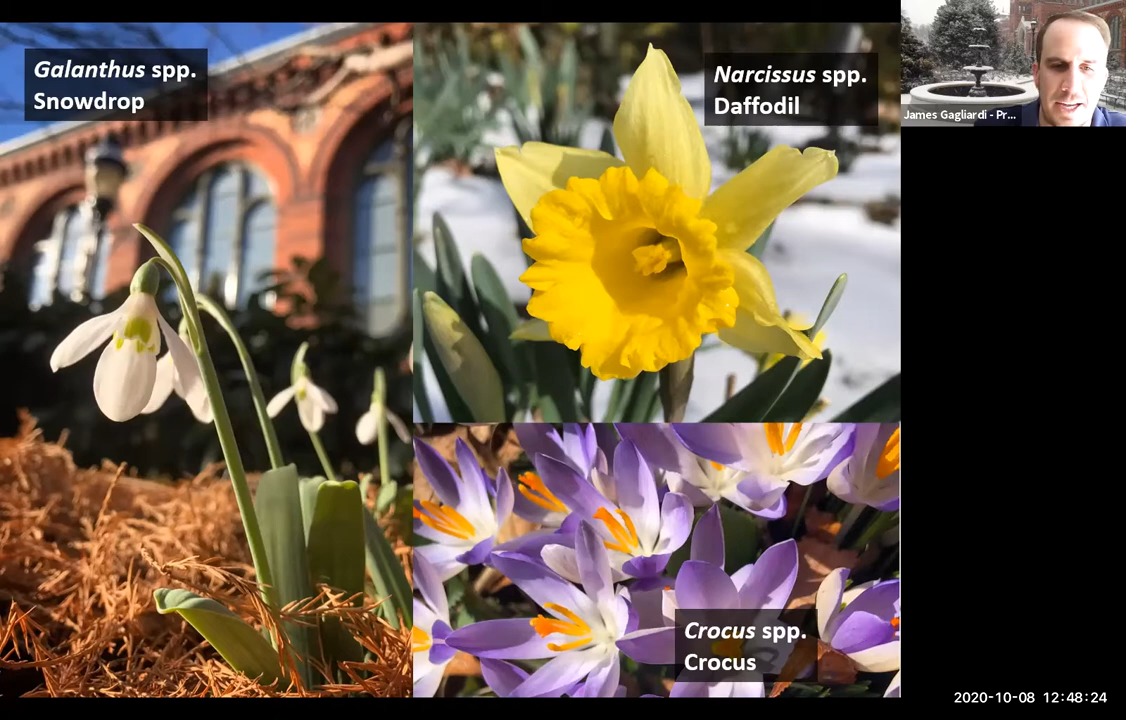 Galanthus spp.
Snowdrop
Narcissus spp.
Daffodil
James Gagliardi - Pr...
Crocus spp.
Crocus
2020-10-08 12:48:24